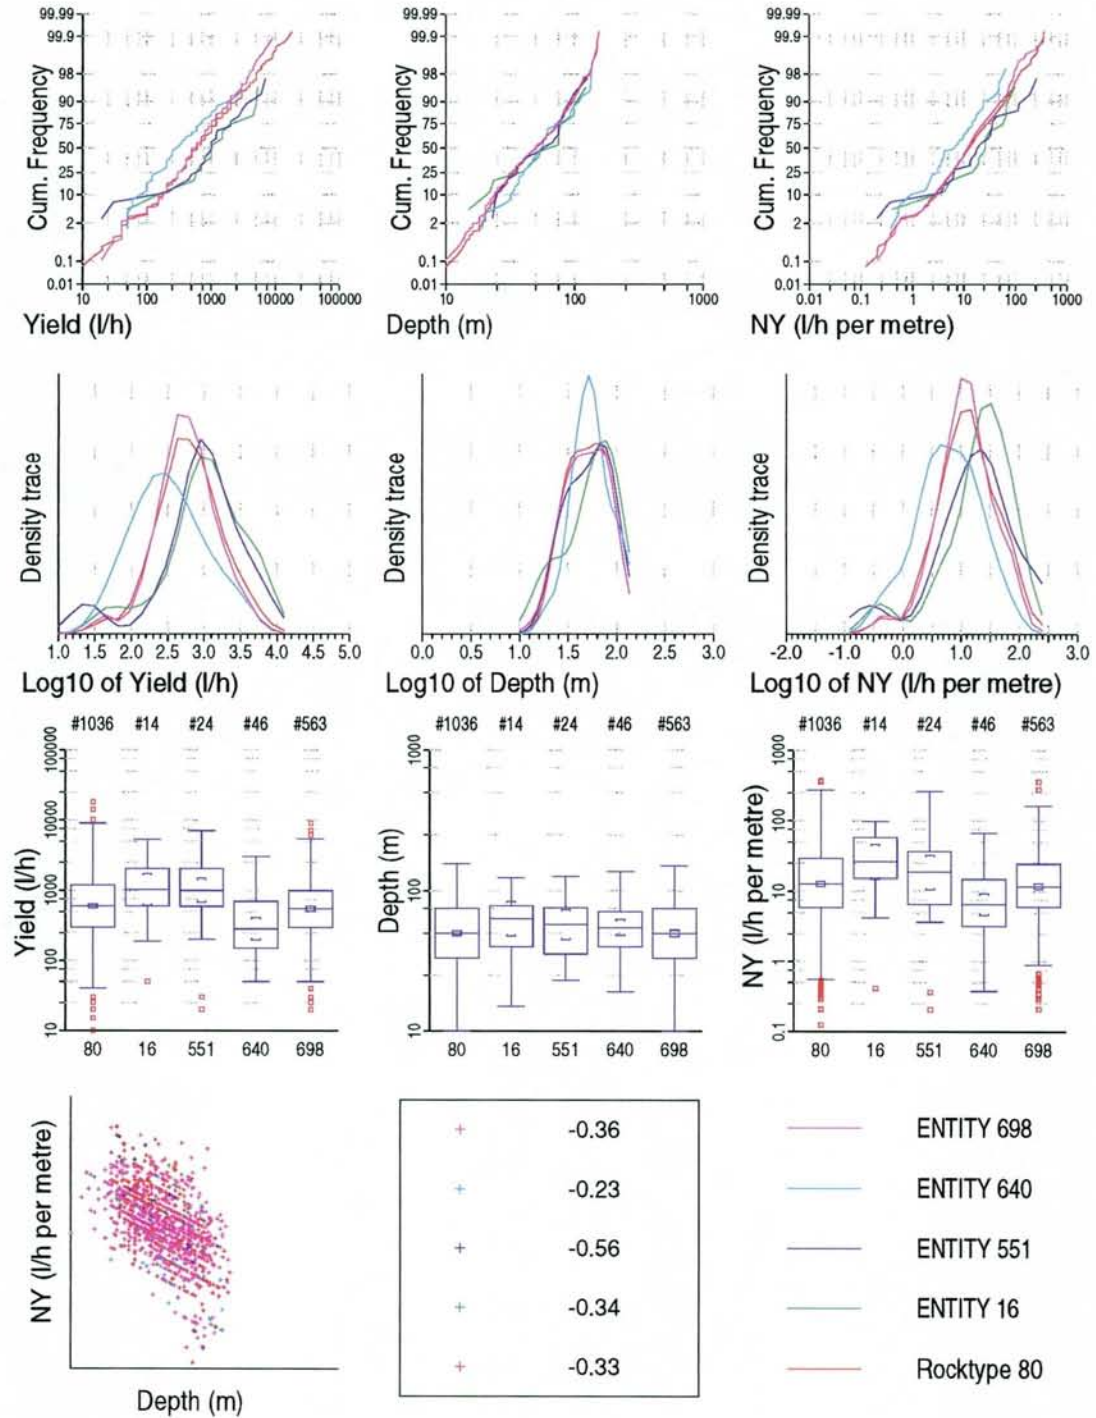 99.99 99.99 99.99
99.9 99.9 99.9
98 98 98
90 90 90
75 75 75
50 50 50
25 25 25
10 10 10
2 2 2
0.1 0.1 0.1
0.01 0.01 0.01
Cum. Frequency Cum. Frequency Cum. Frequency
10 100 1000 10000 100000 10 100 1000 0.01 0.1 1 10 100 1000
Yield (l/h) Depth (m) NY (l/h per metre)
Density trace Density trace Density trace
1.0 1.5 2.0 2.5 3.0 3.5 4.0 4.5 5.0 0.0 0.5 1.0 1.5 2.0 2.5 3.0 -2.0 -1.0 0.0 1.0 2.0 3.0
Log10 of Yield (l/h) Log10 of Depth (m) Log10 of NY (l/h per metre)
#1036 #14 #24 #46 #563 #1036 #14 #24 #46 #563 #1036 #14 #24 #46 #563
100000 1000 1000
10000 100
1000 100 10
100 1
10 10 0.1
Yield (l/h) Depth (m) NY (l/h per metre)
80 16 551 640 698 80 16 551 640 698 80 16 551 640 698
NY (l/h per metre)
Depth (m)
-0.36 ENTITY 698
-0.23 ENTITY 640
-0.56 ENTITY 551
-0.34 ENTITY 16
-0.33 Rocktype 80